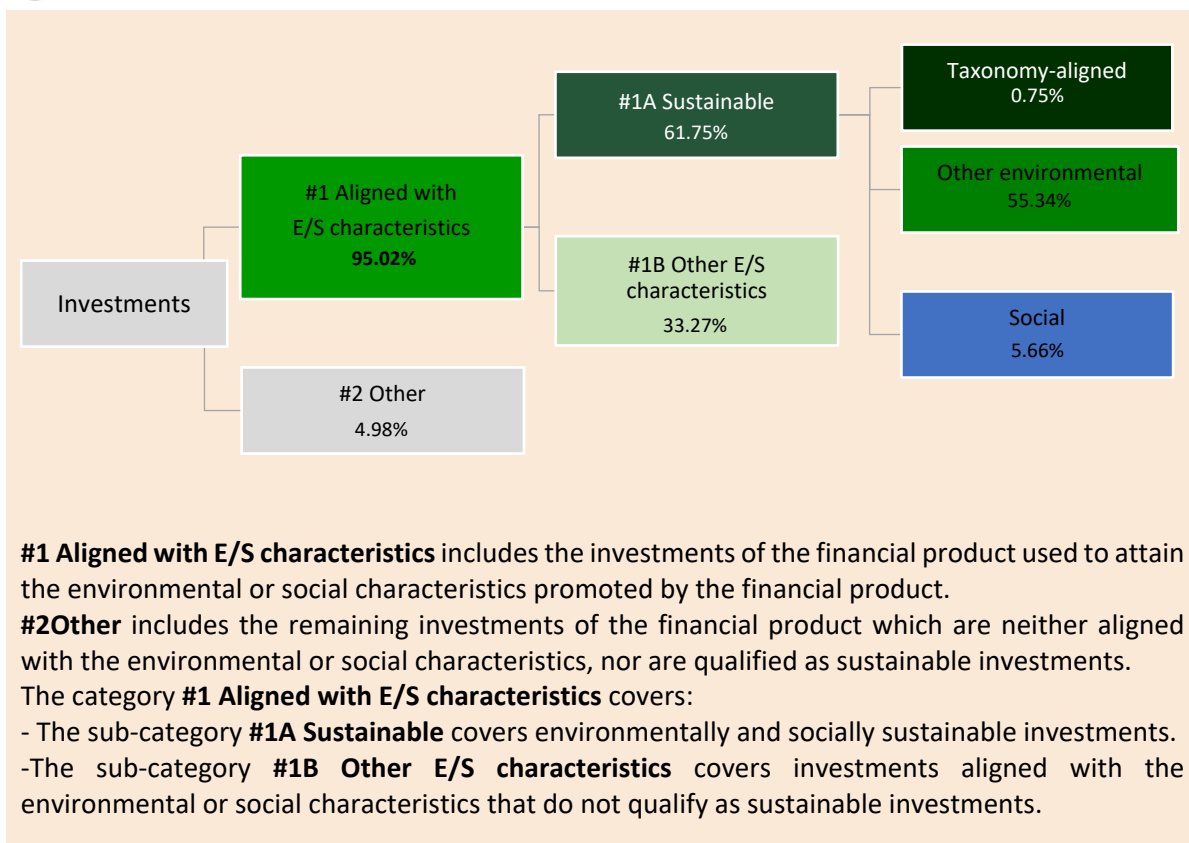 Taxonomy-aligned
0.75%
#1A Sustainable
61.75%
Other environmental
55.34%
#1 Aligned with
E/S characteristics
95.02%
#1B Other E/S
characteristics
33.27%
Investments
Social
5.66%
#2 Other
4.98%
#1 Aligned with E/S characteristics includes the investments of the financial product used to attain
the environmental or social characteristics promoted by the financial product.
#2Other includes the remaining investments of the financial product which are neither aligned
with the environmental or social characteristics, nor are qualified as sustainable investments.
The category #1 Aligned with E/S characteristics covers:
- The sub-category #1A Sustainable covers environmentally and socially sustainable investments.
-The sub-category #1B Other E/S characteristics covers investments aligned with the
environmental or social characteristics that do not qualify as sustainable investments.